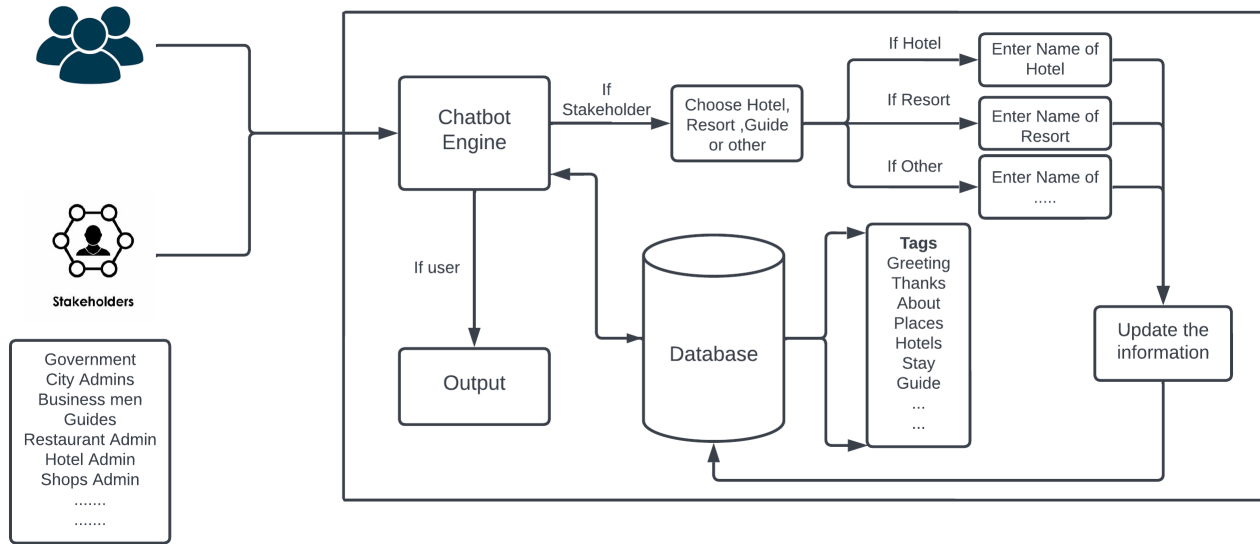 Stakeholders
Government
City Admins
Business men
Guides
Restaurant Admin
Hotel Admin
Shops Admin
.......
.......
Chatbot
Engine
If user
Output
If
Stakeholder
Choose Hotel,
Resort ,Guide
or other
If Hotel
Enter Name of
Hotel
If Resort
Enter Name of
Resort
If Other
Enter Name of
.....
Database
Tags
Greeting
Thanks
About
Places
Hotels
Stay
Guide
...
...
Update the
information